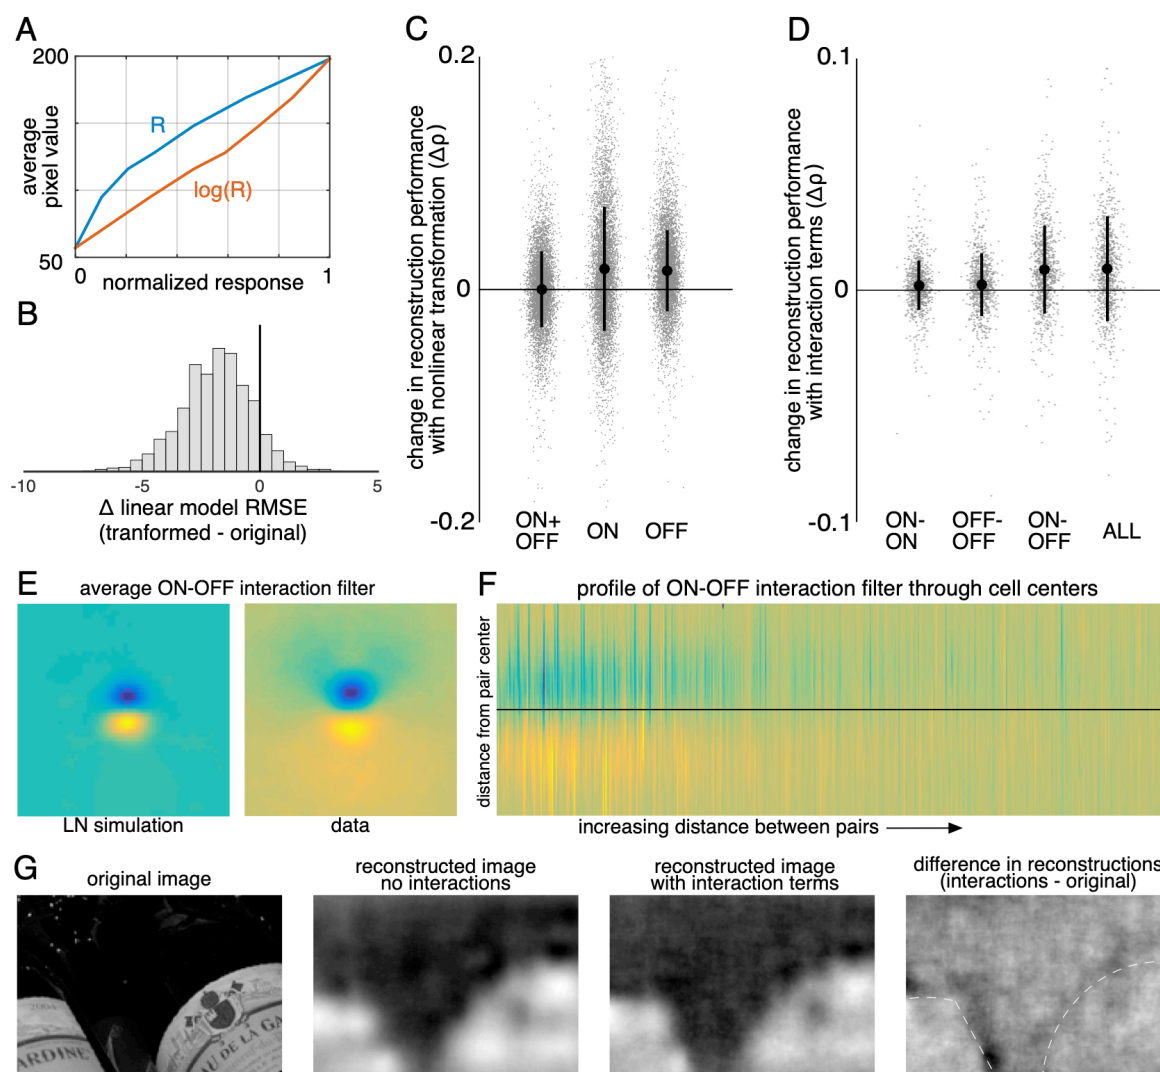 A
200
average
pixel value
R
log(R)
50
0
1
normalized response
B
-10
-5
0
5
Δ linear model RMSE
(tranformed - original)
C
0.2
0
-0.2
change in reconstruction performance
with nonlinear transformation (Δρ)
ON+
OFF
ON
OFF
D
0.1
0
-0.1
change in reconstruction performance
with interaction terms (Δρ)
ON-
ON
OFF-
OFF
ON-
OFF
ALL
E
average ON-OFF interaction filter
LN simulation
data
F
profile of ON-OFF interaction filter through cell centers
distance from pair center
increasing distance between pairs
G
original image
reconstructed image
no interactions
reconstructed image
with interaction terms
difference in reconstructions
(interactions - original)
ARDINE
AU DE LA GA